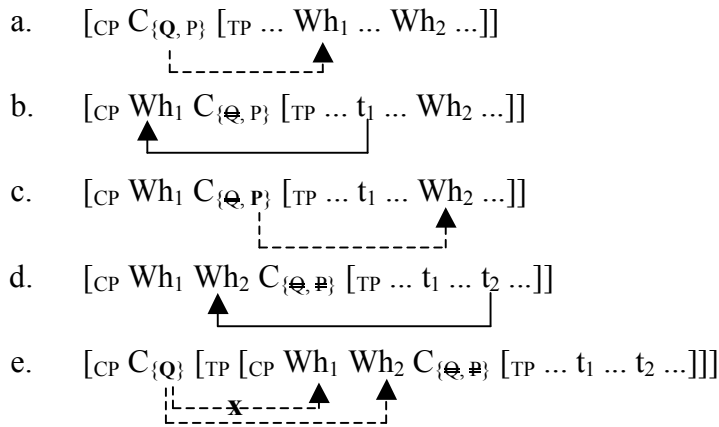 a. [CP C{Q, P} [TP ... Wh1 ... Wh2 ...]]
b. [CP Wh1 C{Q, P} [TP ... t1 ... Wh2 ...]]
c. [CP Wh1 C{Q, P} [TP ... t1 ... Wh2 ...]]
d. [CP Wh1 Wh2 C{Q, P} [TP ... t1 ... t2 ...]]
e. [CP C{Q} [TP [CP Wh1 Wh2 C{Q, P} [TP ... t1 ... t2 ...]]]
X